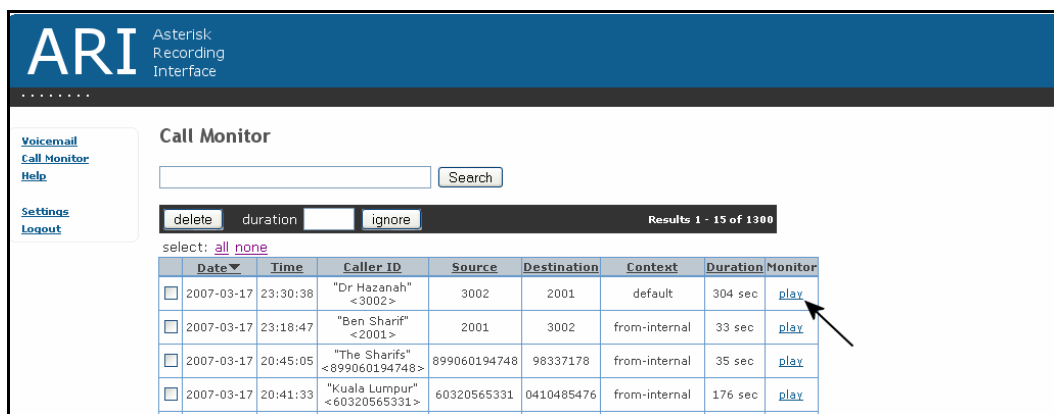 ARI
Asterisk
Recording
Interface
Voicemail
Call Monitor
Help
Settings
Logout
Call Monitor
Search
delete duration ignore Results 1 - 15 of 1300
select: all none
Date Time Caller ID Source Destination Context Duration Monitor
2007-03-17 23:30:38 "Dr Hazanah" <3002> 3002 2001 default 304 sec play
2007-03-17 23:18:47 "Ben Sharif" <2001> 2001 3002 from-internal 33 sec play
2007-03-17 20:45:05 "The Sharifs" <899060194748> 899060194748 98337178 from-internal 35 sec play
2007-03-17 20:41:33 "Kuala Lumpur" <60320565331> 60320565331 0410485476 from-internal 176 sec play